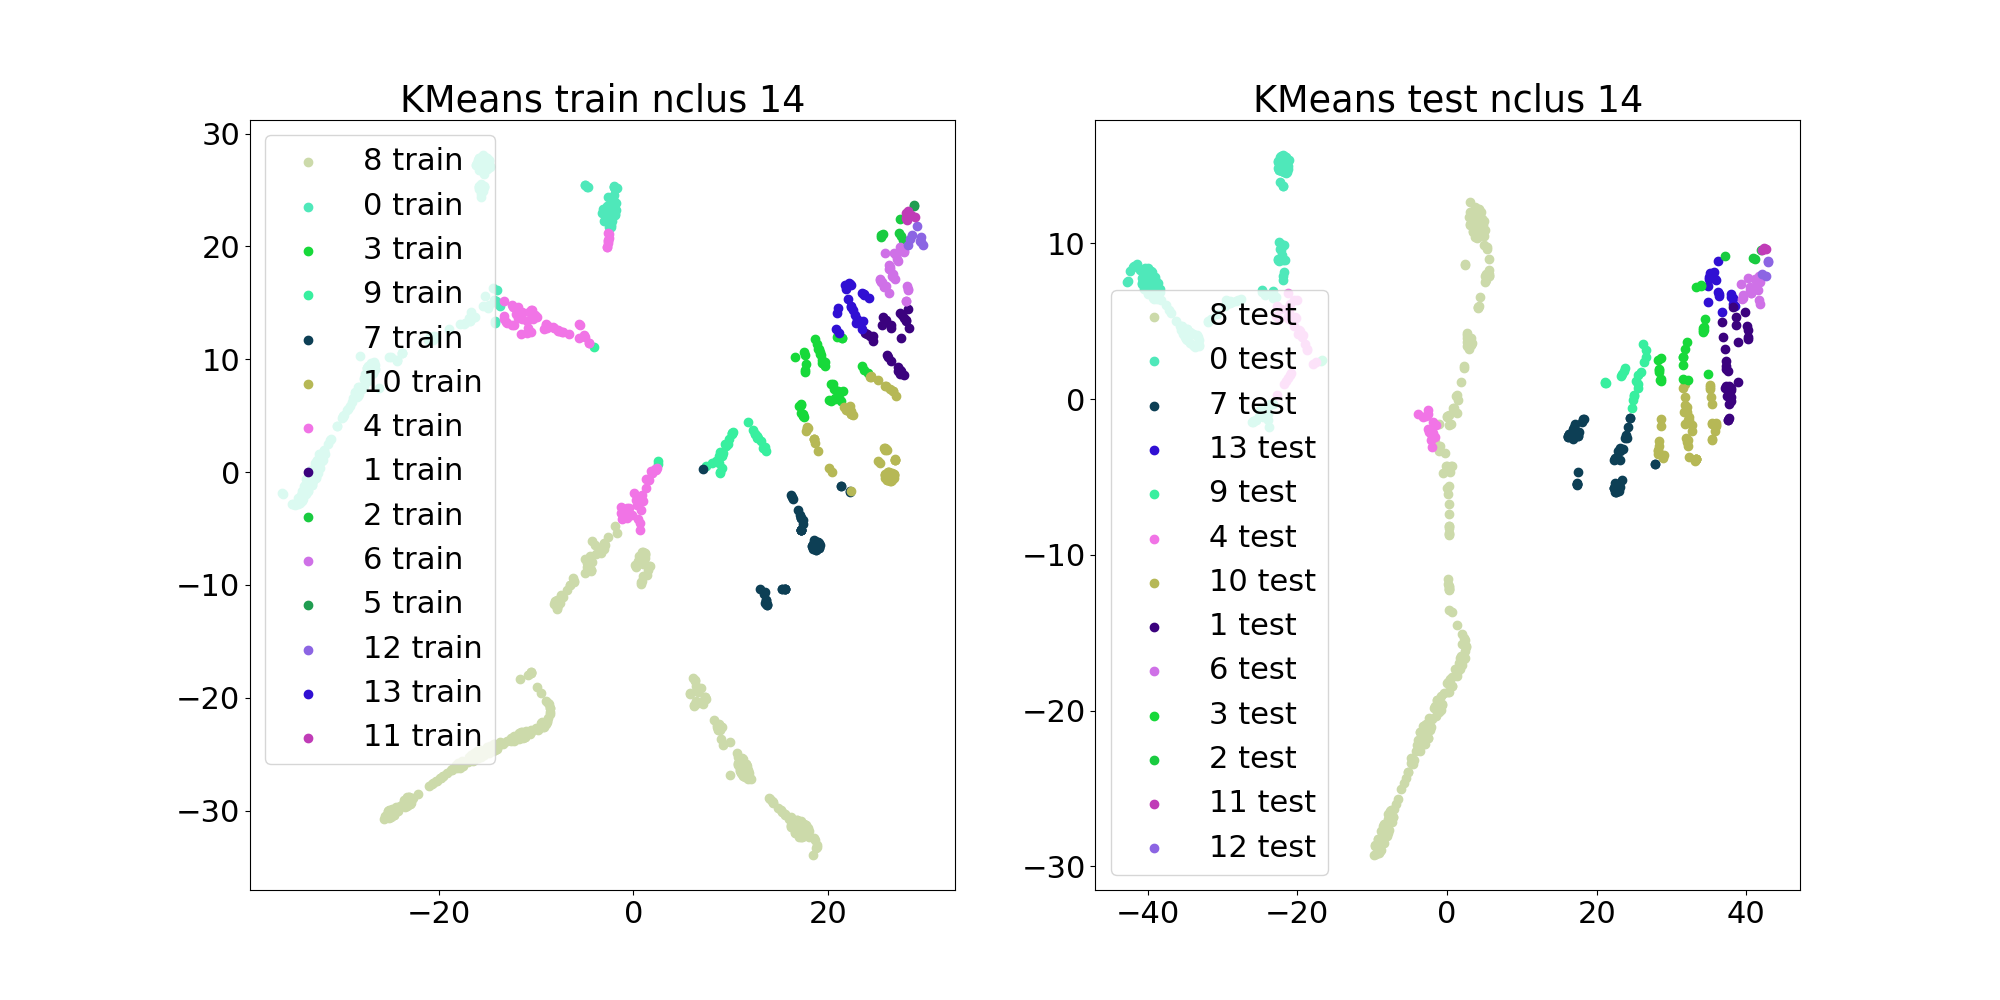 KMeans train nclus 14
30
20
10
0
−10
−20
−30
−20
0
20
8 train
0 train
3 train
9 train
7 train
10 train
4 train
1 train
2 train
6 train
5 train
12 train
13 train
11 train
KMeans test nclus 14
10
0
−10
−20
−30
−40
−20
0
20
40
8 test
0 test
7 test
13 test
9 test
4 test
10 test
1 test
6 test
3 test
2 test
11 test
12 test